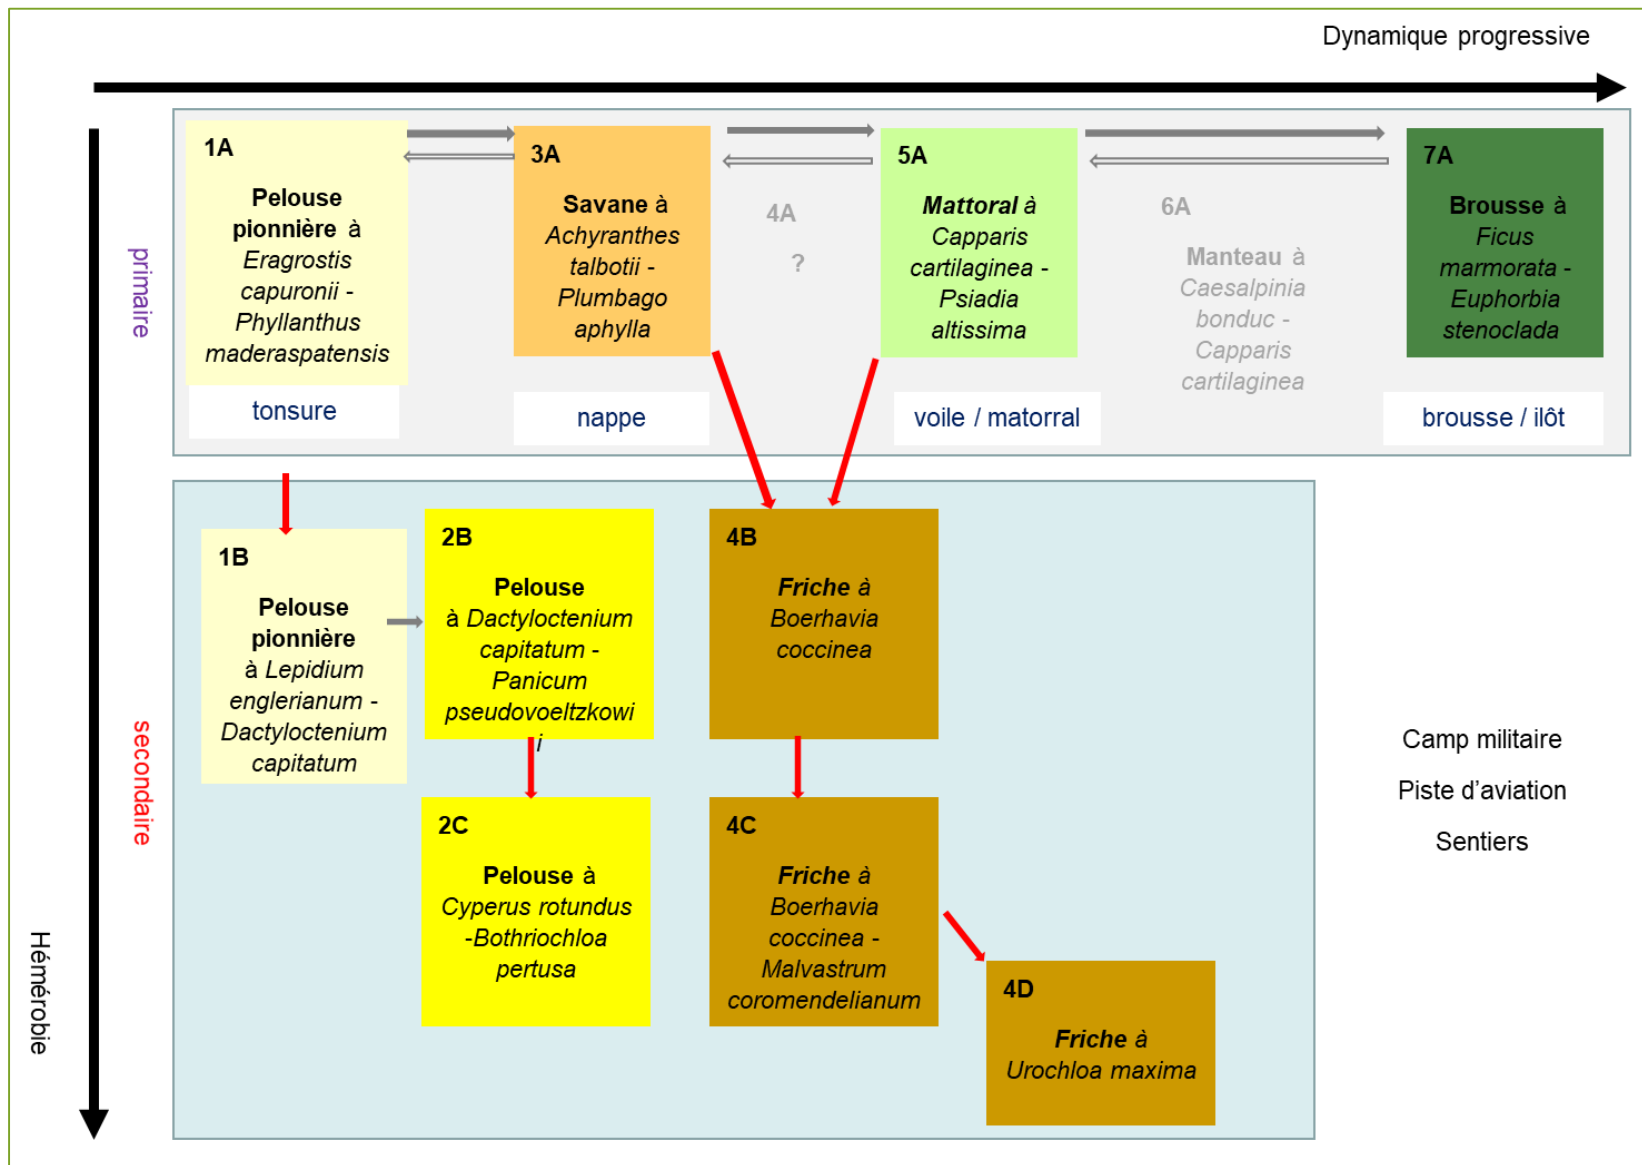 Dynamique progressive
primaire
1A
Pelouse
pionnière à
Eragrostis
capuronii -
Phyllanthus
maderaspatensis
tonsure
3A
Savane à
Achyranthes
talbotii -
Plumbago
aphylla
nappe
4A
?
5A
Mattoral à
Capparis
cartilaginea -
Psiadia
altissima
voile / matorral
6A
Manteau à
Caesalpinia
bonduc -
Capparis
cartilaginea
7A
Brousse à
Ficus
marmorata -
Euphorbia
stenoclada
brousse / ilôt
secondaire
1B
Pelouse
pionnière
à Lepidium
englerianum -
Dactyloctenium
capitatum
2B
Pelouse
à Dactyloctenium
capitatum -
Panicum
pseudovoeltzkowi
i
4B
Friche à
Boerhavia
coccinea
2C
Pelouse à
Cyperus rotundus
-Bothriochloa
pertusa
4C
Friche à
Boerhavia
coccinea -
Malvastrum
coromendelianum
4D
Friche à
Urochloa maxima
Camp militaire
Piste d'aviation
Sentiers
Hémérobie